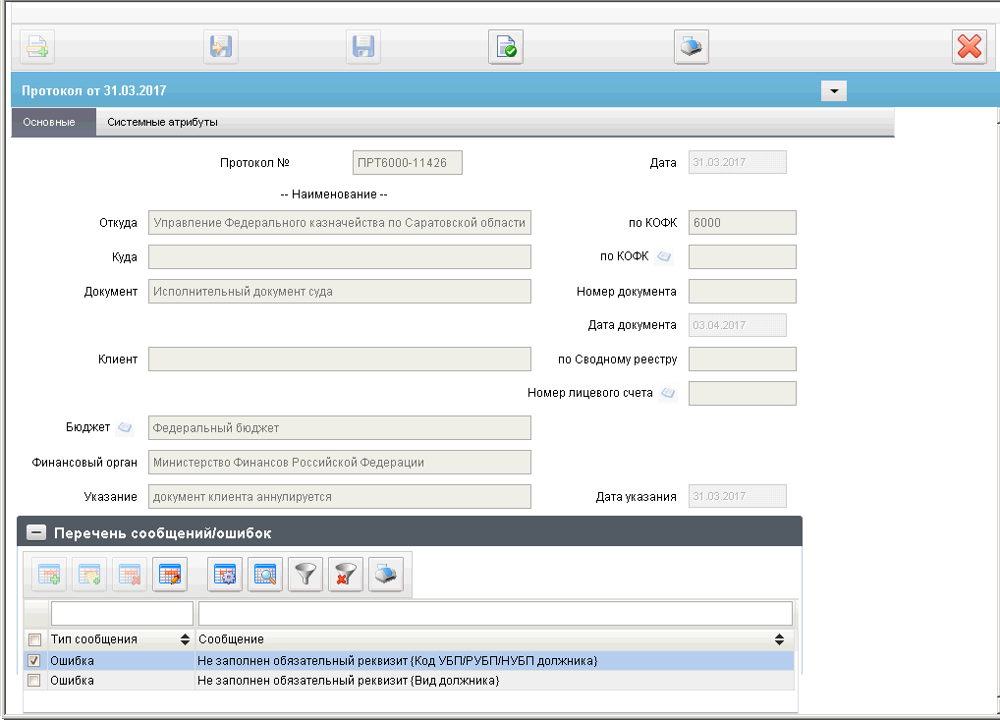 Протокол от 31.03.2017
Основные Системные атрибуты
Протокол № ПРТ6000-11426 Дата 31.03.2017
-- Наименование --
Откуда Управление Федерального казначейства по Саратовской области по КОФК 6000
Куда по КОФК
Документ Исполнительный документ суда Номер документа
Дата документа 03.04.2017
Клиент по Сводному реестру
Номер лицевого счета
Бюджет Федеральный бюджет
Финансовый орган Министерство Финансов Российской Федерации
Указание документ клиента аннулируется Дата указания 31.03.2017
Перечень сообщений/ошибок
Тип сообщения Сообщение
Ошибка Не заполнен обязательный реквизит {Код УБП/РУБП/НУБП должника}
Ошибка Не заполнен обязательный реквизит {Вид должника}